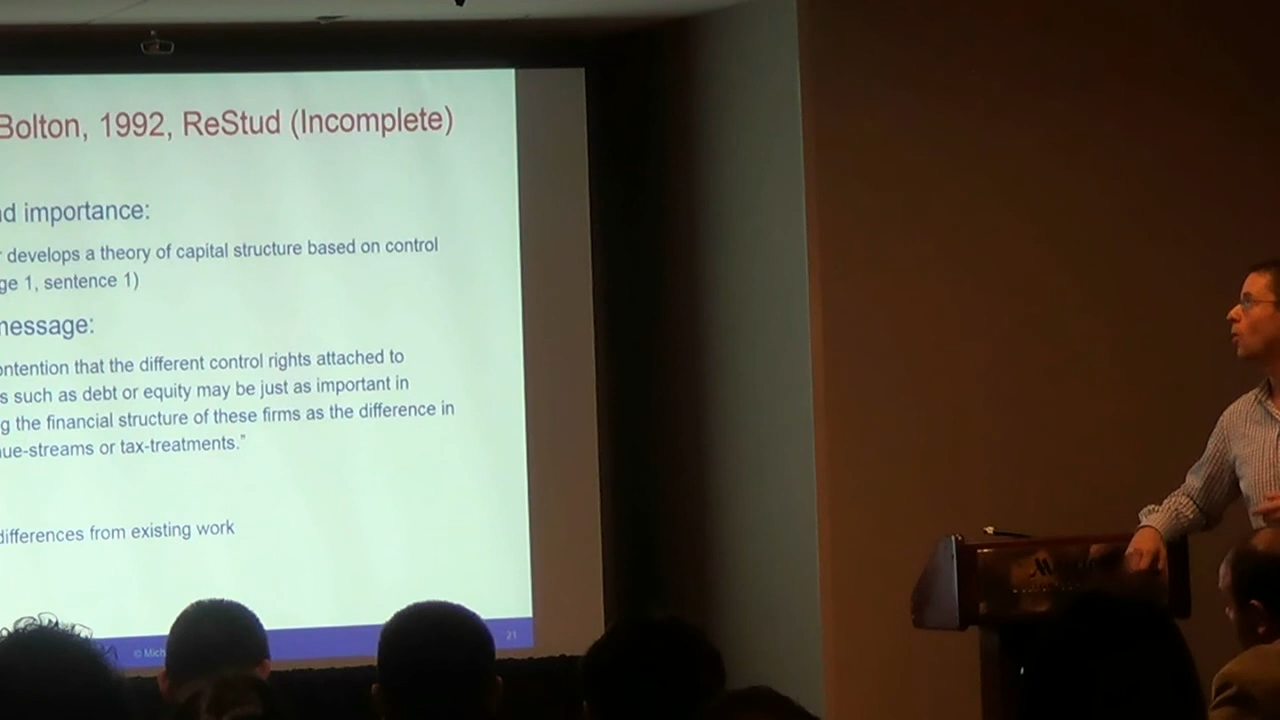 Bolton, 1992, ReStud (Incomplete)
nd importance:
develops a theory of capital structure based on control
ge 1, sentence 1)
message:
ontention that the different control rights attached to
s such as debt or equity may be just as important in
g the financial structure of these firms as the difference in
ue-streams or tax-treatments.”
differences from existing work
© Mich
21